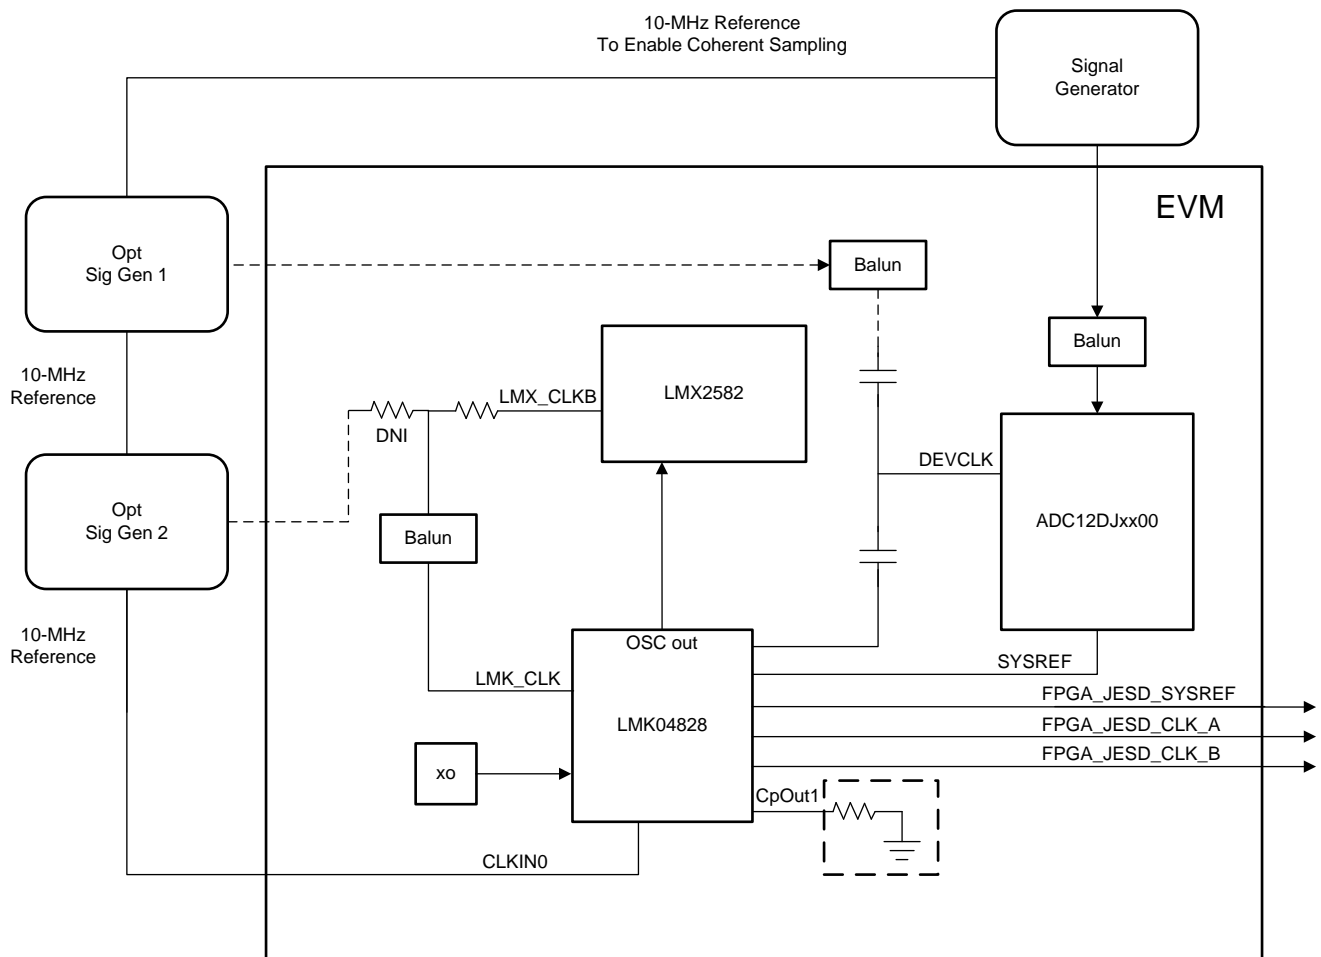 10-MHz Reference
To Enable Coherent Sampling
Signal
Generator
EVM
Opt
Sig Gen 1
Balun
Balun
10-MHz
Reference
LMX_CLKB
LMX2582
DNI
DEVCLK
Opt
Sig Gen 2
Balun
ADC12DJxx00
10-MHz
Reference
OSC out
SYSREF
LMK_CLK
FPGA_JESD_SYSREF
LMK04828
FPGA_JESD_CLK_A
FPGA_JESD_CLK_B
xo
CpOut1
CLKIN0